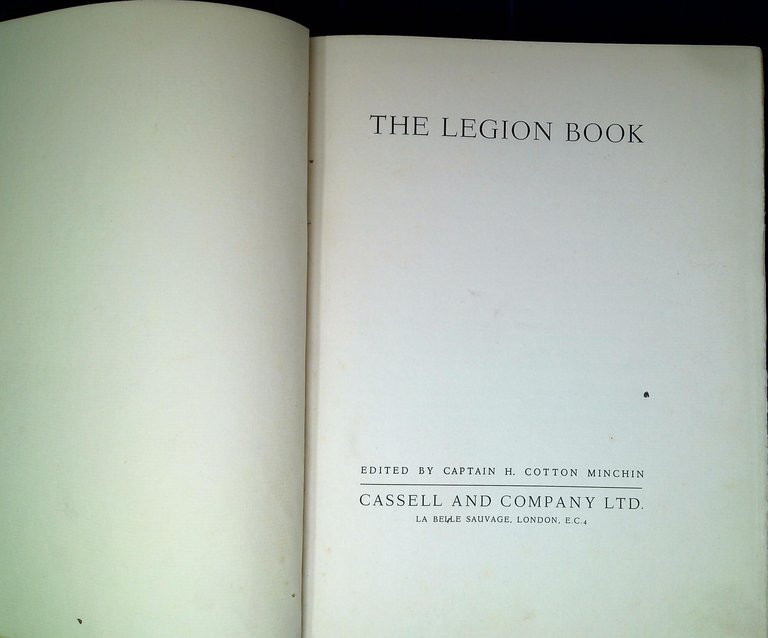 THE LEGION BOOK
EDITED BY CAPTAIN H. COTTON MINCHIN
CASSELL AND COMPANY LTD.
LA BELLE SAUVAGE, LONDON, E.C.4